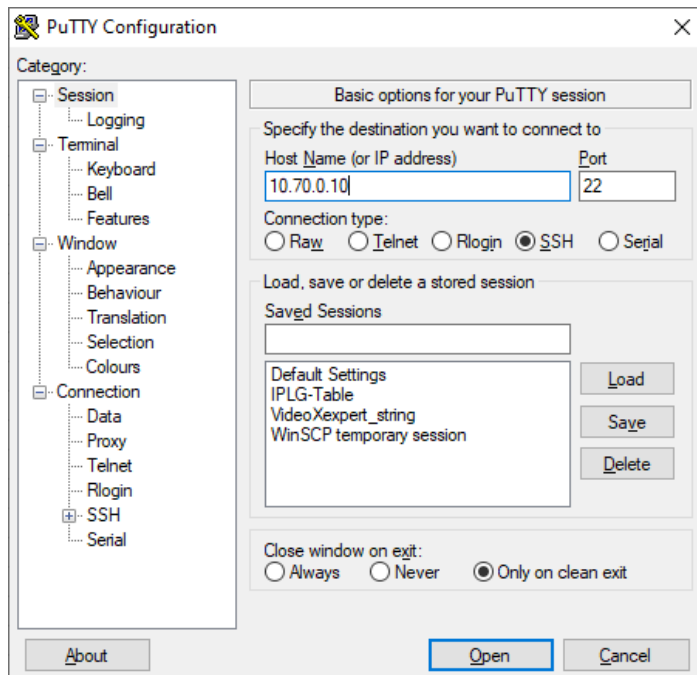 PuTTY Configuration
Category:
Session
Logging
Terminal
Keyboard
Bell
Features
Window
Appearance
Behaviour
Translation
Selection
Colours
Connection
Data
Proxy
Telnet
Rlogin
SSH
Serial
Basic options for your PuTTY session
Specify the destination you want to connect to
Host Name (or IP address) Port
10.70.0.10 22
Connection type:
Raw Telnet Rlogin SSH Serial
Load, save or delete a stored session
Saved Sessions
Default Settings
IPLG-Table
VideoXexpert_string
WinSCP temporary session
Load
Save
Delete
Close window on exit:
Always Never Only on clean exit
About Open Cancel